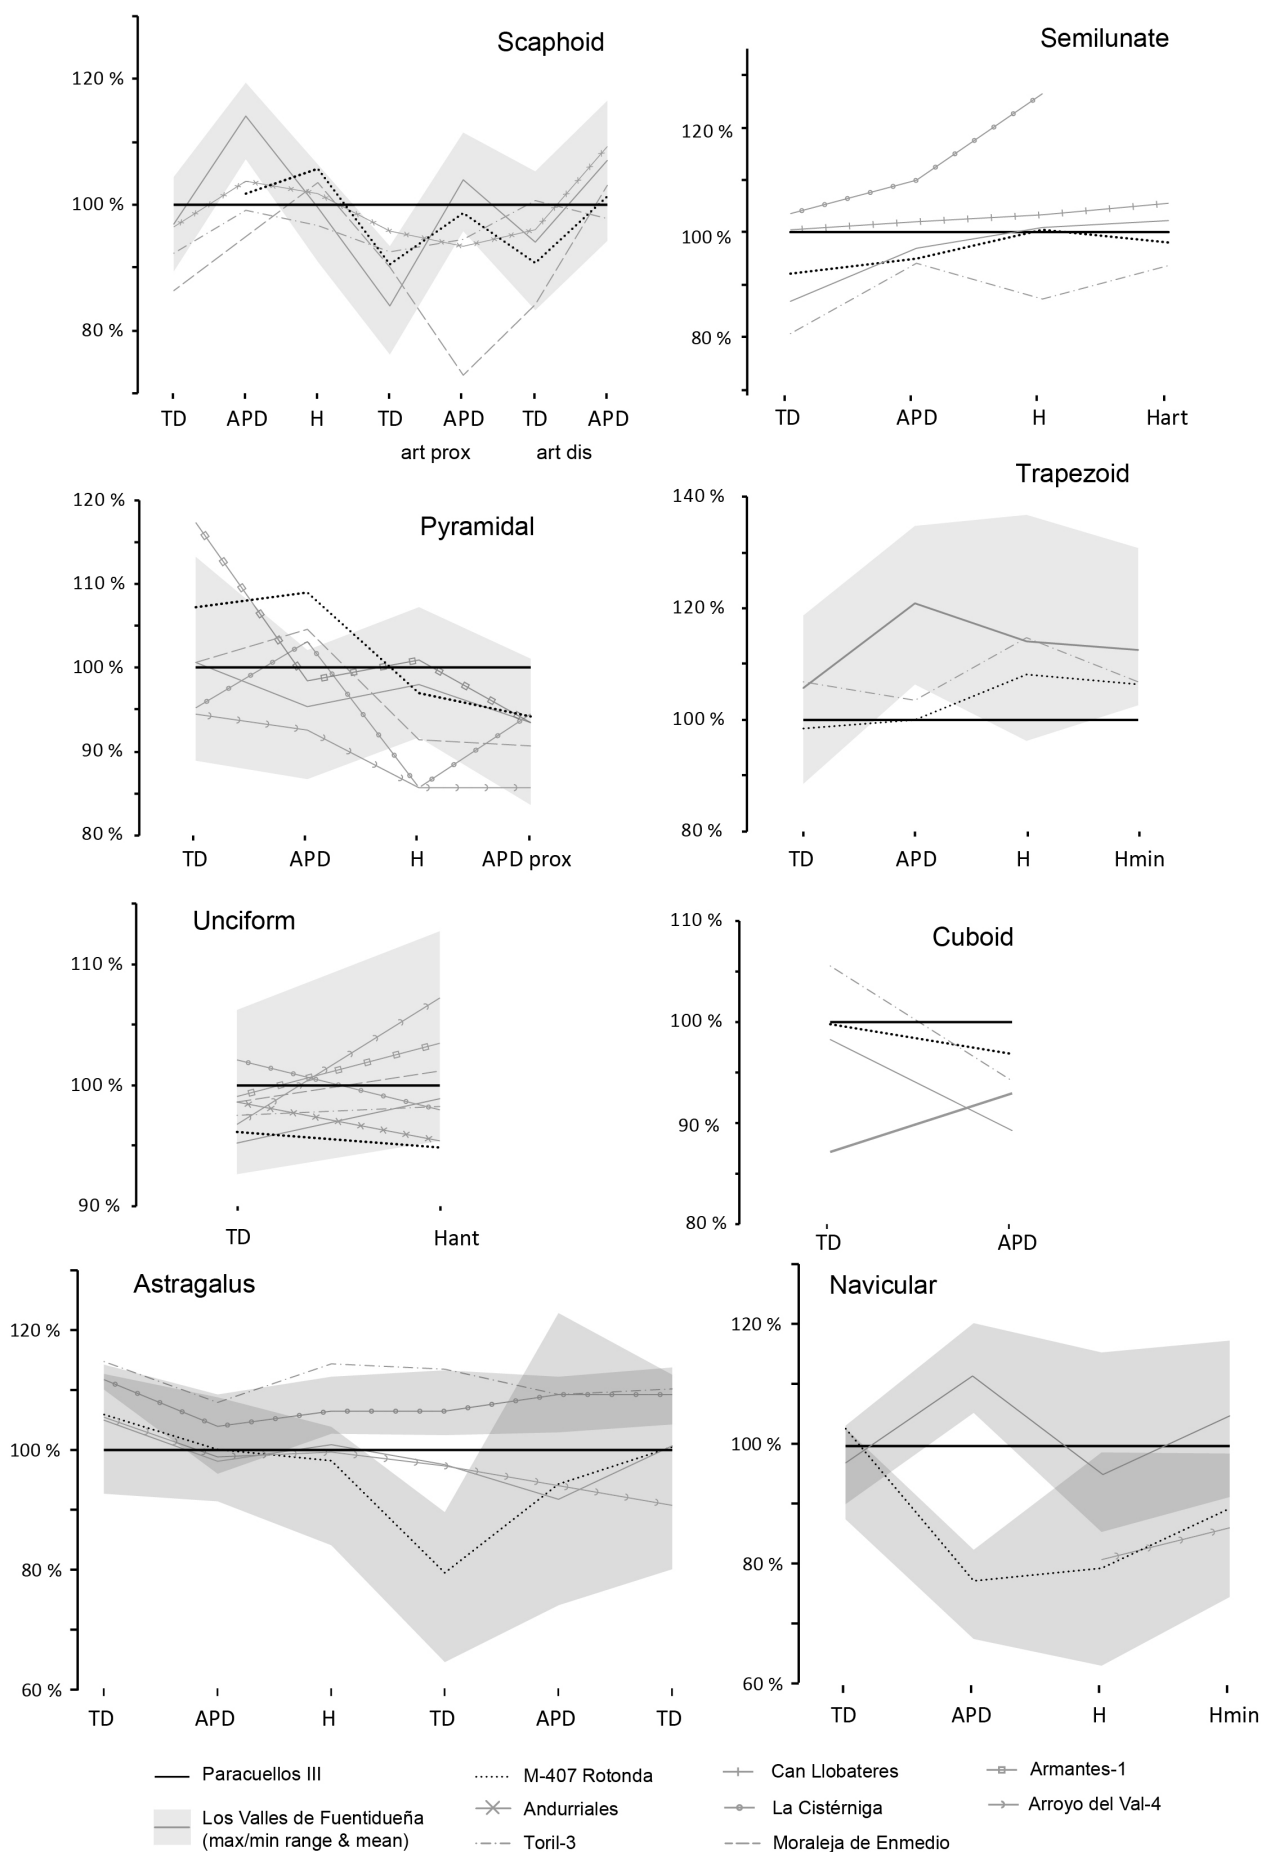 Scaphoid
120 %
100 %
80 %
TD APD H TD APD TD APD
art prox art dis
Semilunate
120 %
100 %
80 %
TD APD H Hart
Pyramidal
120 %
110 %
100 %
90 %
80 %
TD APD H APD prox
Trapezoid
140 %
120 %
100 %
80 %
TD APD H Hmin
Unciform
110 %
100 %
90 %
TD Hant
Cuboid
110 %
100 %
90 %
80 %
TD APD
Astragalus
120 %
100 %
80 %
60 %
TD APD H TD APD TD
Navicular
120 %
100 %
80 %
60 %
TD APD H Hmin
Paracuellos III
Los Valles de Fuentidueña
(max/min range & mean)
M-407 Rotonda
Andurriales
Toril-3
Can Llobateres
La Cistérniga
Moraleja de Enmedio
Armantes-1
Arroyo del Val-4